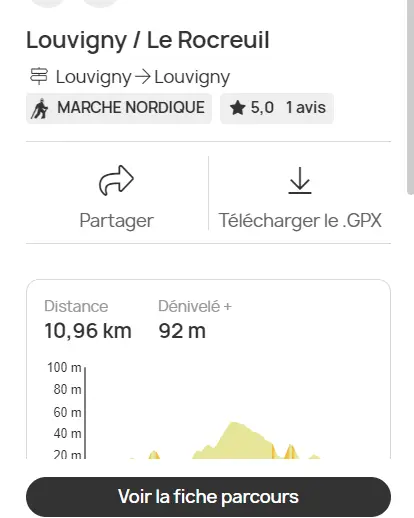 Louvigny / Le Rocreuil
Louvigny → Louvigny
MARCHE NORDIQUE ★ 5,0 1 avis
Partager Télécharger le .GPX
Distance Dénivelé +
10,96 km 92 m
100 m
80 m
60 m
40 m
20 m
Voir la fiche parcours